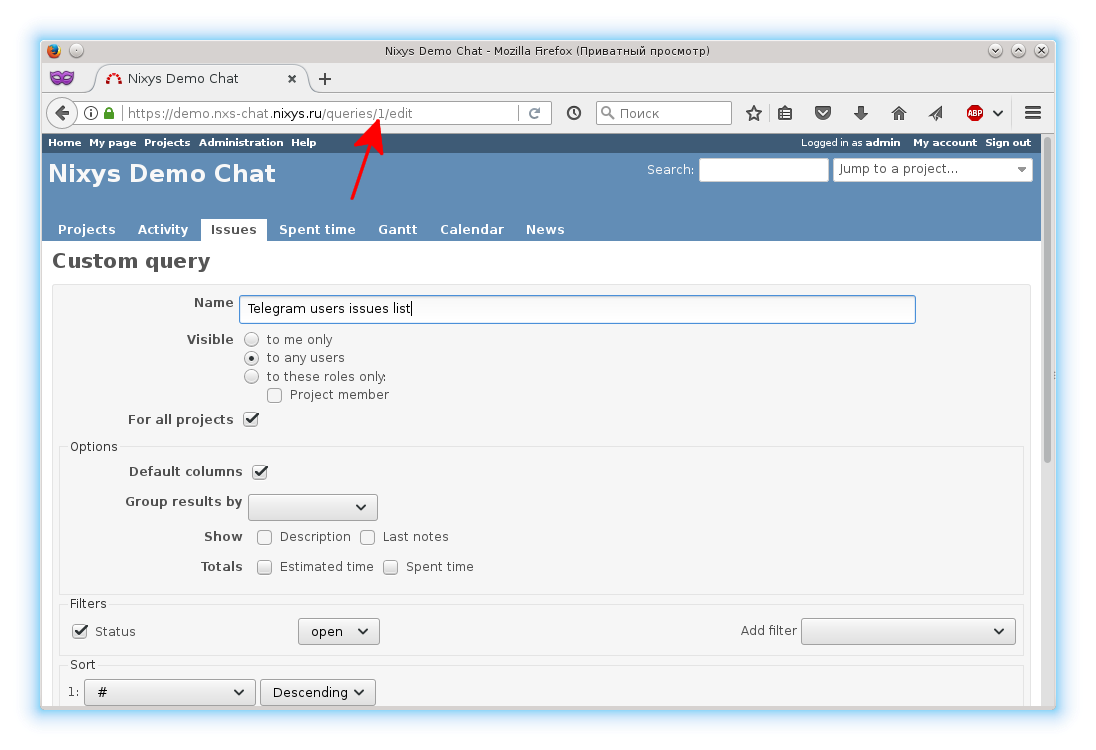 Nixys Demo Chat - Mozilla Firefox (Приватный просмотр)
Nixys Demo Chat
https://demo.nxs-chat.nixys.ru/queries/1/edit
Поиск
ABP
Home My page Projects Administration Help
Logged in as admin My account Sign out
Nixys Demo Chat
Search:
Jump to a project...
Projects Activity Issues Spent time Gantt Calendar News
Custom query
Name Telegram users issues list
Visible to me only
to any users
to these roles only:
Project member
For all projects
Options
Default columns
Group results by
Show Description Last notes
Totals Estimated time Spent time
Filters
Status open Add filter
Sort
1: # Descending